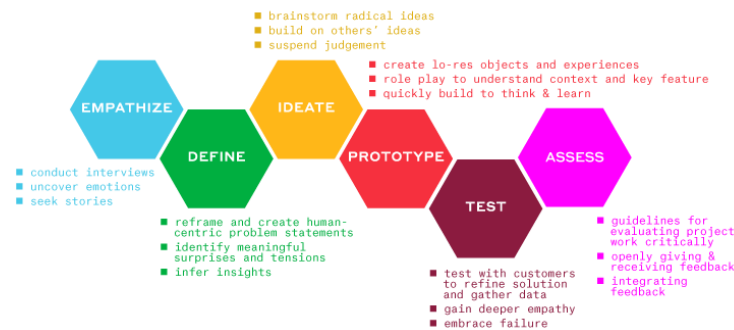 ■ brainstorm radical ideas
■ build on others' ideas
■ suspend judgement
■ create lo-res objects and experiences
■ role play to understand context and key feature
■ quickly build to think & learn
EMPATHIZE
IDEATE
DEFINE
PROTOTYPE
ASSESS
TEST
■ conduct interviews
■ uncover emotions
■ seek stories
■ reframe and create human-
centric problem statements
■ identify meaningful
surprises and tensions
■ infer insights
■ guidelines for
evaluating project
work critically
■ openly giving &
receiving feedback
■ integrating
feedback
■ test with customers
to refine solution
and gather data
■ gain deeper empathy
■ embrace failure